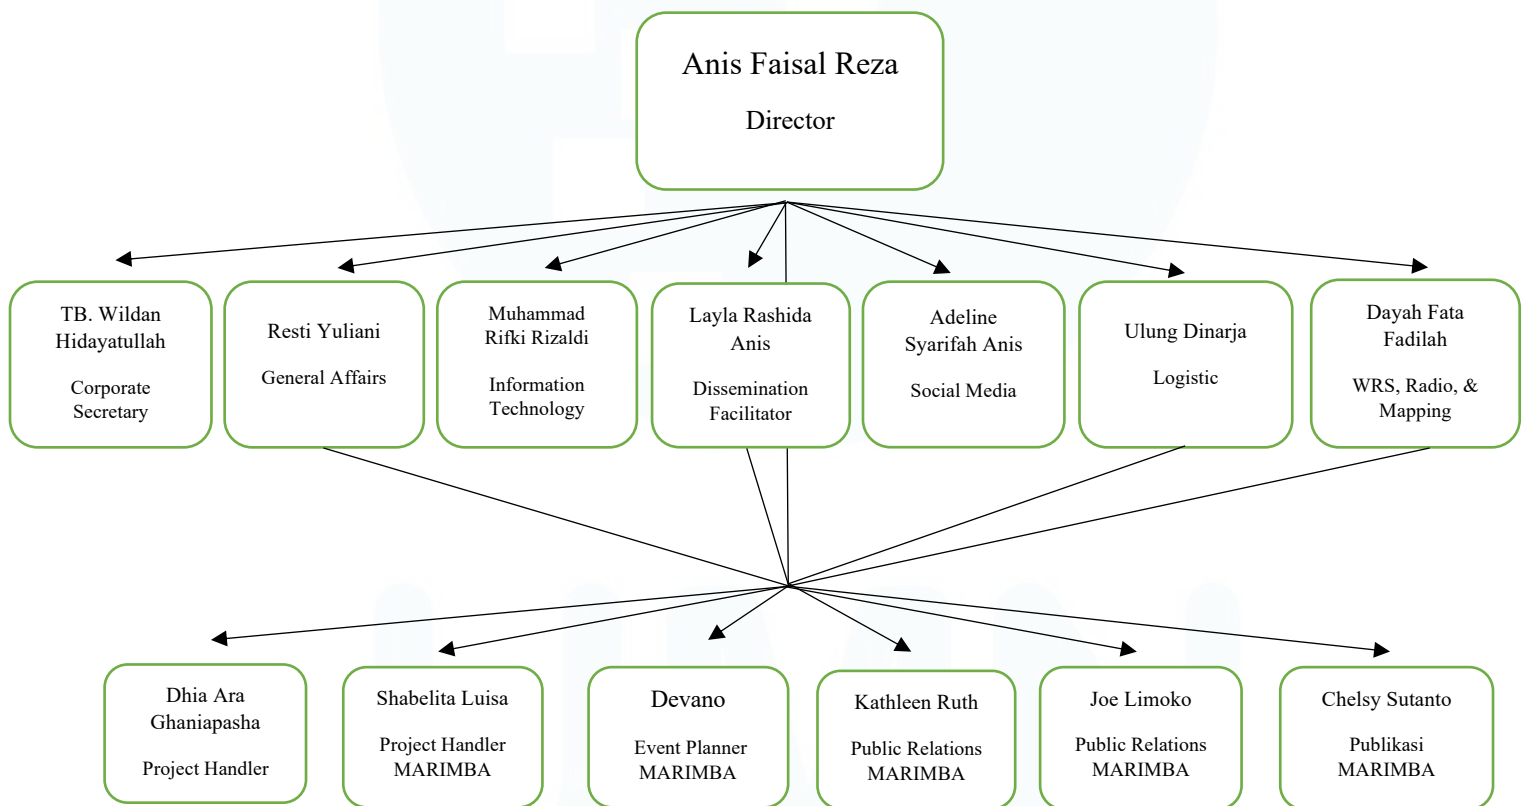 Anis Faisal Reza
Director
TB. Wildan
Hidayatullah
Corporate
Secretary
Resti Yuliani
General Affairs
Muhammad
Rifki Rizaldi
Information
Technology
Layla Rashida
Anis
Dissemination
Facilitator
Adeline
Syarifah Anis
Social Media
Ulung Dinarja
Logistic
Dayah Fata
Fadilah
WRS, Radio, &
Mapping
Dhia Ara
Ghaniapasha
Project Handler
Shabelita Luisa
Project Handler
MARIMBA
Devano
Event Planner
MARIMBA
Kathleen Ruth
Public Relations
MARIMBA
Joe Limoko
Public Relations
MARIMBA
Chelsy Sutanto
Publikasi
MARIMBA